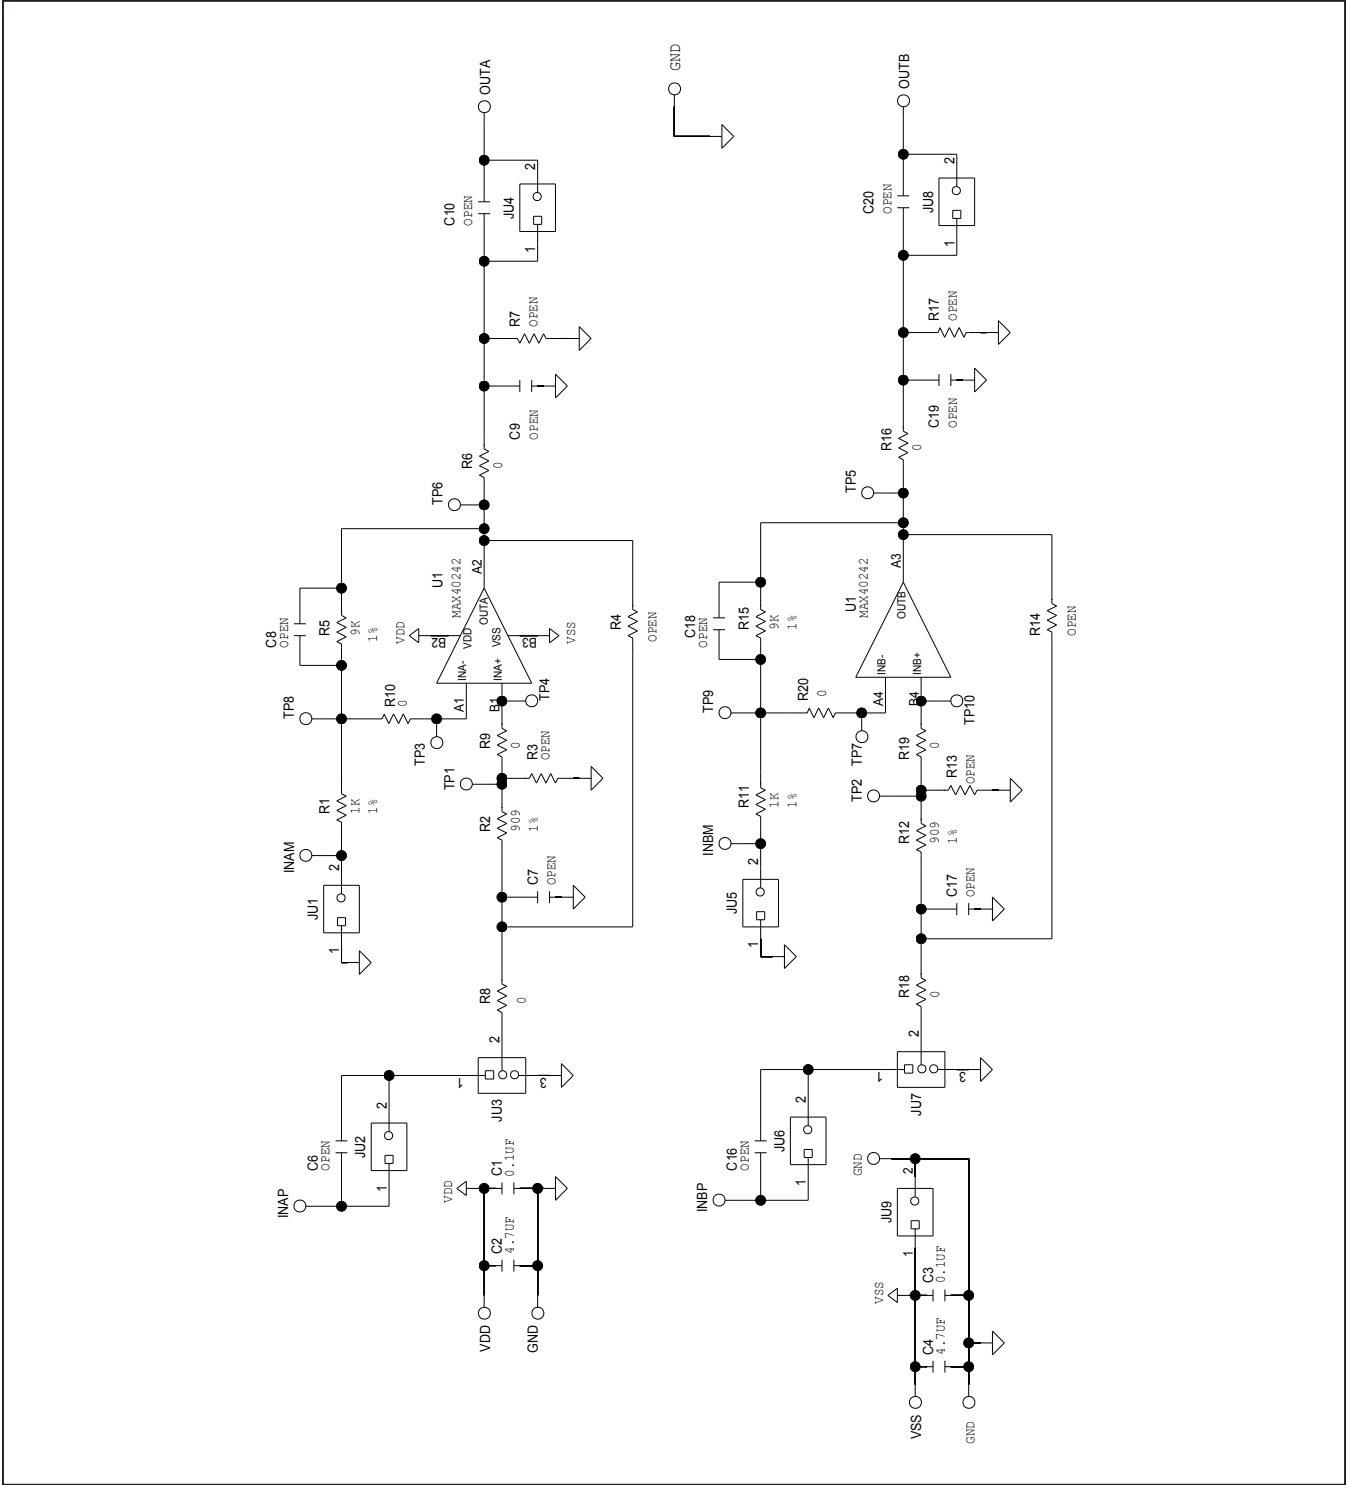 GND
OUTA
C10
OPEN
JU4
1
2
R7
OPEN
C9
OPEN
R6
0
TP6
U1
MAX40242
A2
OUTA
VDD
B2
VDD
VSS
B3
VSS
INA-
INA+
A1
B1
TP4
R4
OPEN
C8
OPEN
R5
9K
1%
TP8
R10
0
TP3
R9
0
R3
OPEN
TP1
R1
1K
1%
R2
909
1%
INAM
2
JU1
1
C7
OPEN
R8
0
2
1
3
JU3
C6
OPEN
JU2
2
1
INAP
VDD
C1
0.1UF
C2
4.7UF
VDD
GND
OUTB
C20
OPEN
JU8
1
2
R17
OPEN
C19
OPEN
R16
0
TP5
U1
MAX40242
A3
OUTB
INB-
INB+
A4
B4
TP10
R14
OPEN
C18
OPEN
R15
9K
1%
TP9
R20
0
TP7
R19
0
R13
OPEN
TP2
R11
1K
1%
R12
909
1%
INBM
2
JU5
1
C17
OPEN
R18
0
2
1
3
JU7
C16
OPEN
JU6
2
1
INBP
GND
2
JU9
1
VSS
C3
0.1UF
C4
4.7UF
VSS
GND